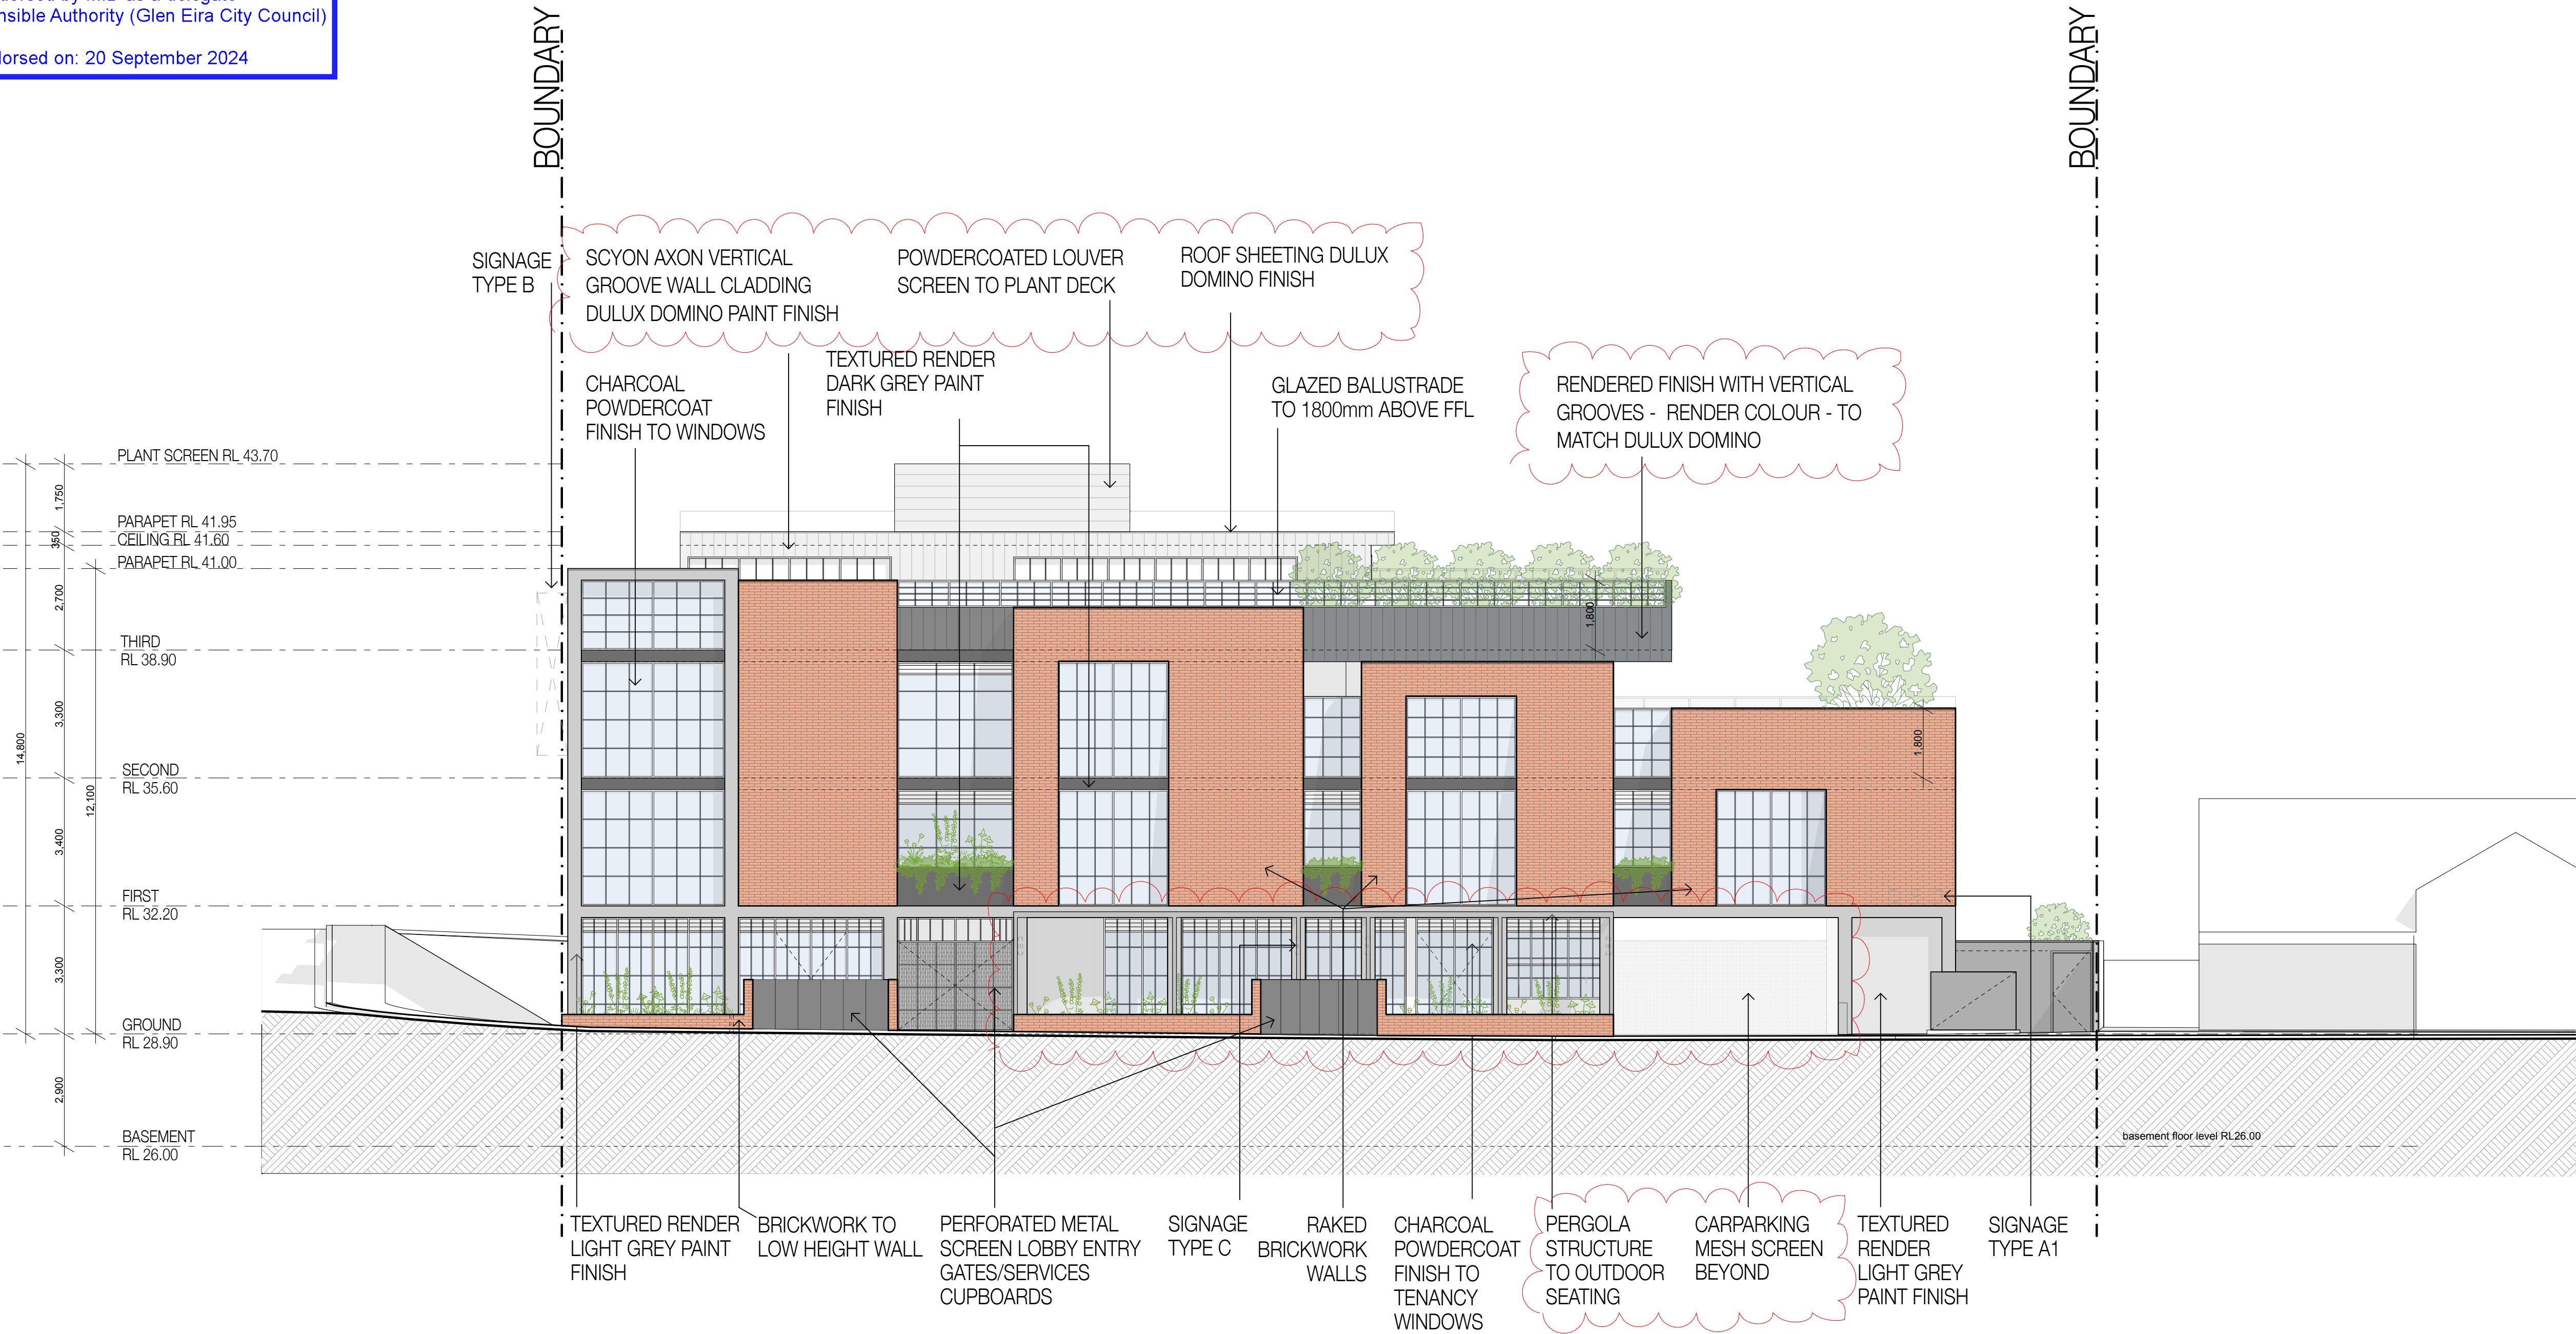 nsible Authority (Glen Eira City Council)
orsed on: 20 September 2024
BOUNDARY
BOUNDARY
SIGNAGE
TYPE B
SCYON AXON VERTICAL
GROOVE WALL CLADDING
DULUX DOMINO PAINT FINISH
POWDERCOATED LOUVER
SCREEN TO PLANT DECK
ROOF SHEETING DULUX
DOMINO FINISH
CHARCOAL
POWDERCOAT
FINISH TO WINDOWS
TEXTURED RENDER
DARK GREY PAINT
FINISH
GLAZED BALUSTRADE
TO 1800mm ABOVE FFL
RENDERED FINISH WITH VERTICAL
GROOVES - RENDER COLOUR - TO
MATCH DULUX DOMINO
PLANT SCREEN RL 43.70
PARAPET RL 41.95
CEILING RL 41.60
PARAPET RL 41.00
THIRD
RL 38.90
SECOND
RL 35.60
FIRST
RL 32.20
GROUND
RL 28.90
BASEMENT
RL 26.00
14,800
1,750
350
2,700
3,300
3,400
3,300
2,900
12,100
1,800
1,800
basement floor level RL26.00
TEXTURED RENDER
LIGHT GREY PAINT
FINISH
BRICKWORK TO
LOW HEIGHT WALL
PERFORATED METAL
SCREEN LOBBY ENTRY
GATES/SERVICES
CUPBOARDS
SIGNAGE
TYPE C
RAKED
BRICKWORK
WALLS
CHARCOAL
POWDERCOAT
FINISH TO
TENANCY
WINDOWS
PERGOLA
STRUCTURE
TO OUTDOOR
SEATING
CARPARKING
MESH SCREEN
BEYOND
TEXTURED
RENDER
LIGHT GREY
PAINT FINISH
SIGNAGE
TYPE A1